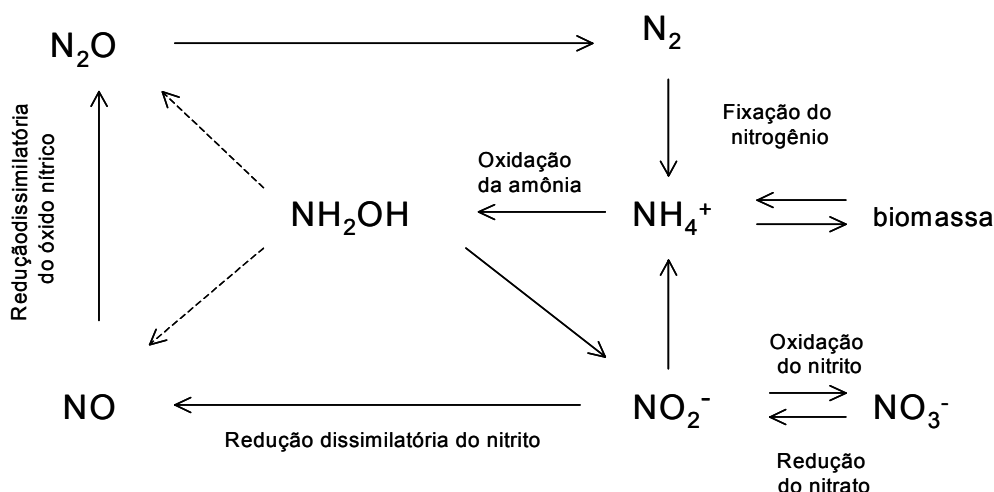 N₂O
N₂
Fixação do
nitrogênio
Reduçãodissimilatória
do óxido nítrico
Oxidação
da amônia
NH₂OH
NH₄⁺
biomassa
Oxidação
do nitrito
NO
NO₂⁻
NO₃⁻
Redução dissimilatória do nitrito
Redução
do nitrato